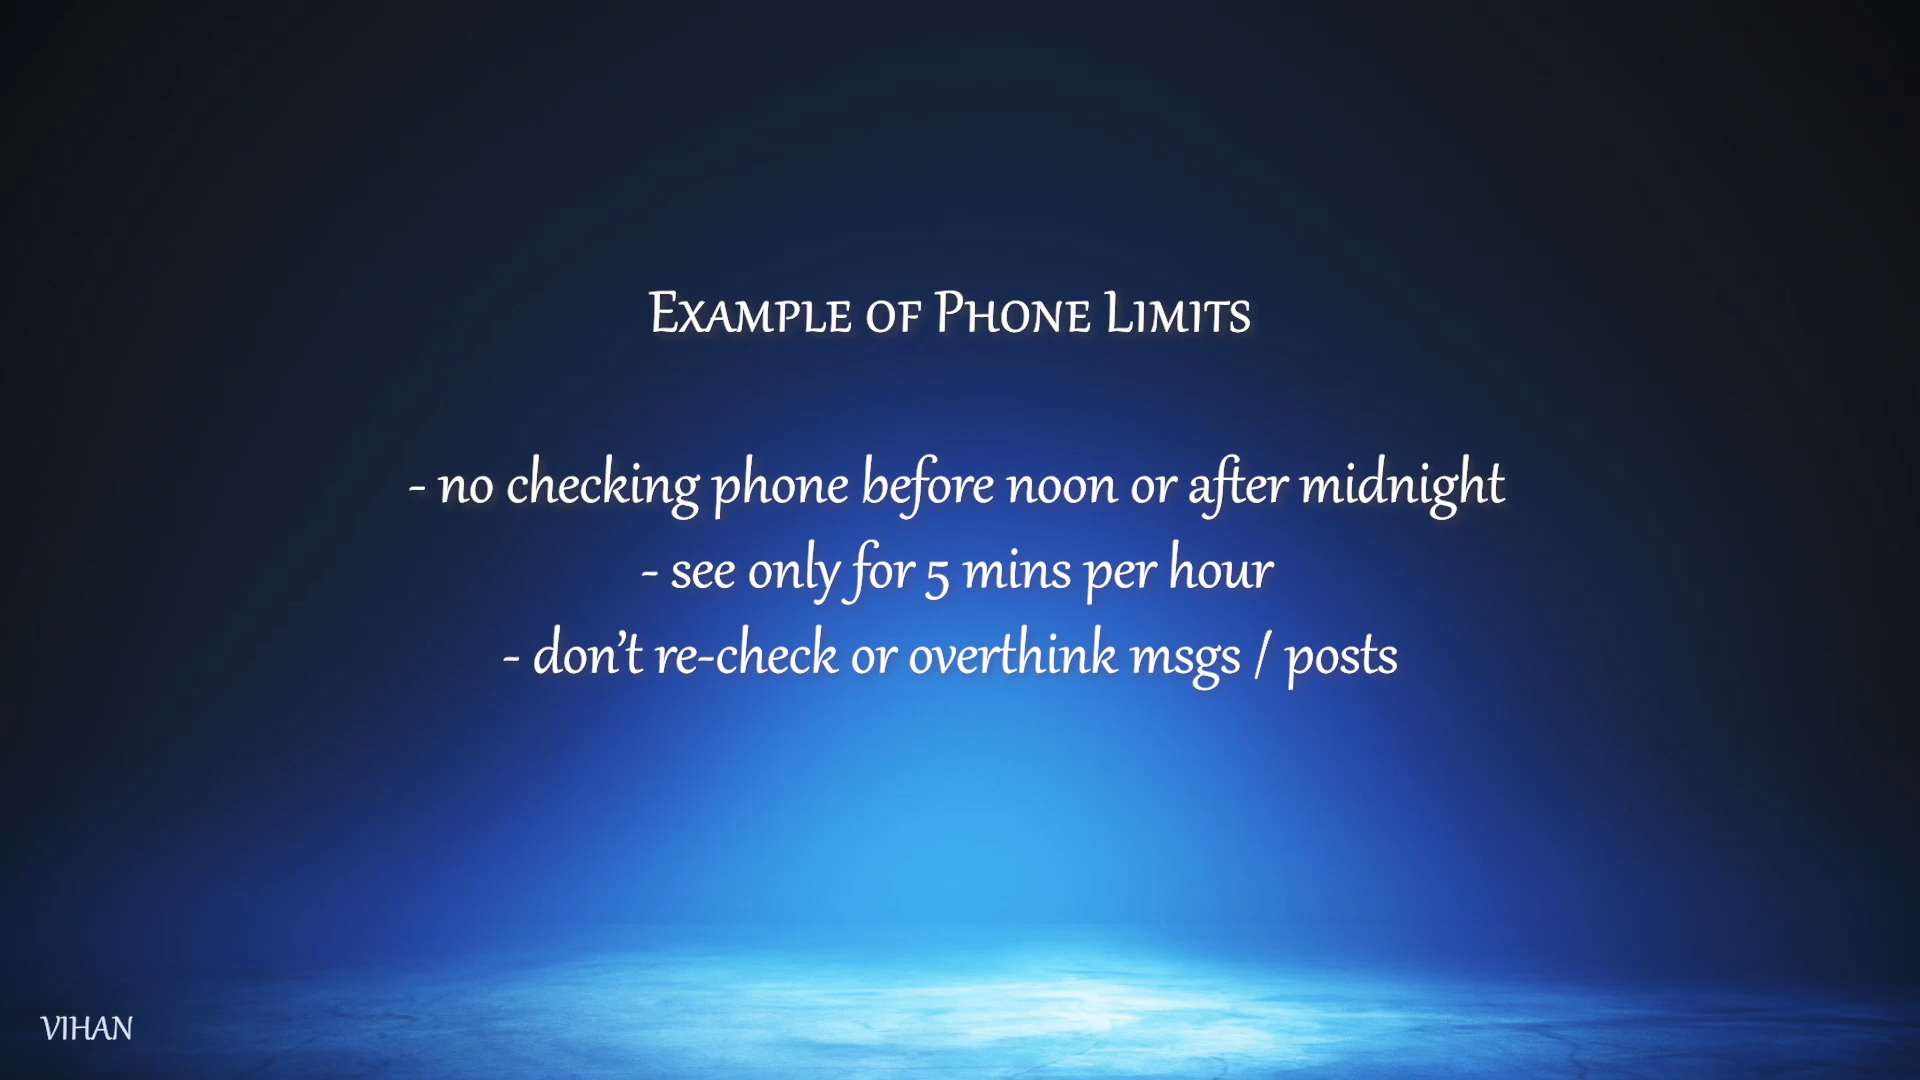 Example of Phone Limits
- no checking phone before noon or after midnight
- see only for 5 mins per hour
- don't re-check or overthink msgs / posts
VIHAN